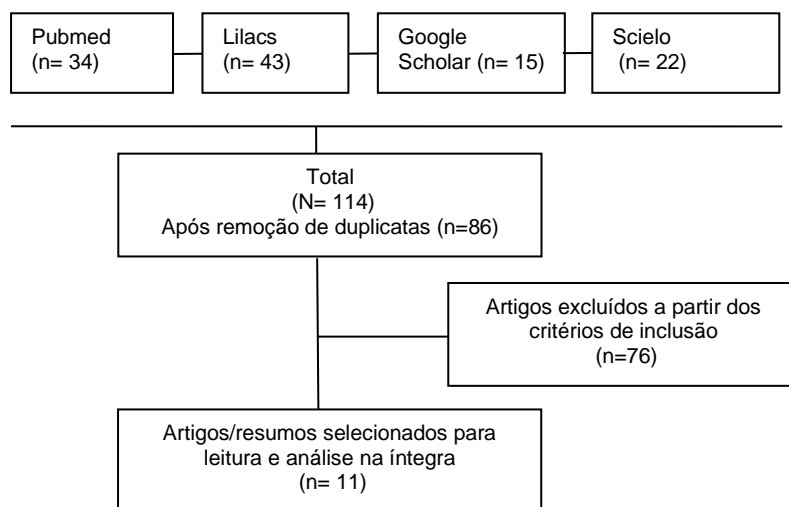 Pubmed
(n= 34)
Lilacs
(n= 43)
Google
Scholar (n= 15)
Scielo
(n= 22)
Total
(N= 114)
Após remoção de duplicatas (n=86)
Artigos excluídos a partir dos
critérios de inclusão
(n=76)
Artigos/resumos selecionados para
leitura e análise na íntegra
(n= 11)